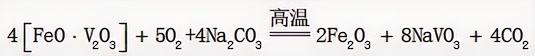 4[FeO·V₂O₃] + 5O₂+4Na₂CO₃ =高温= 2Fe₂O₃ + 8NaVO₃ + 4CO₂